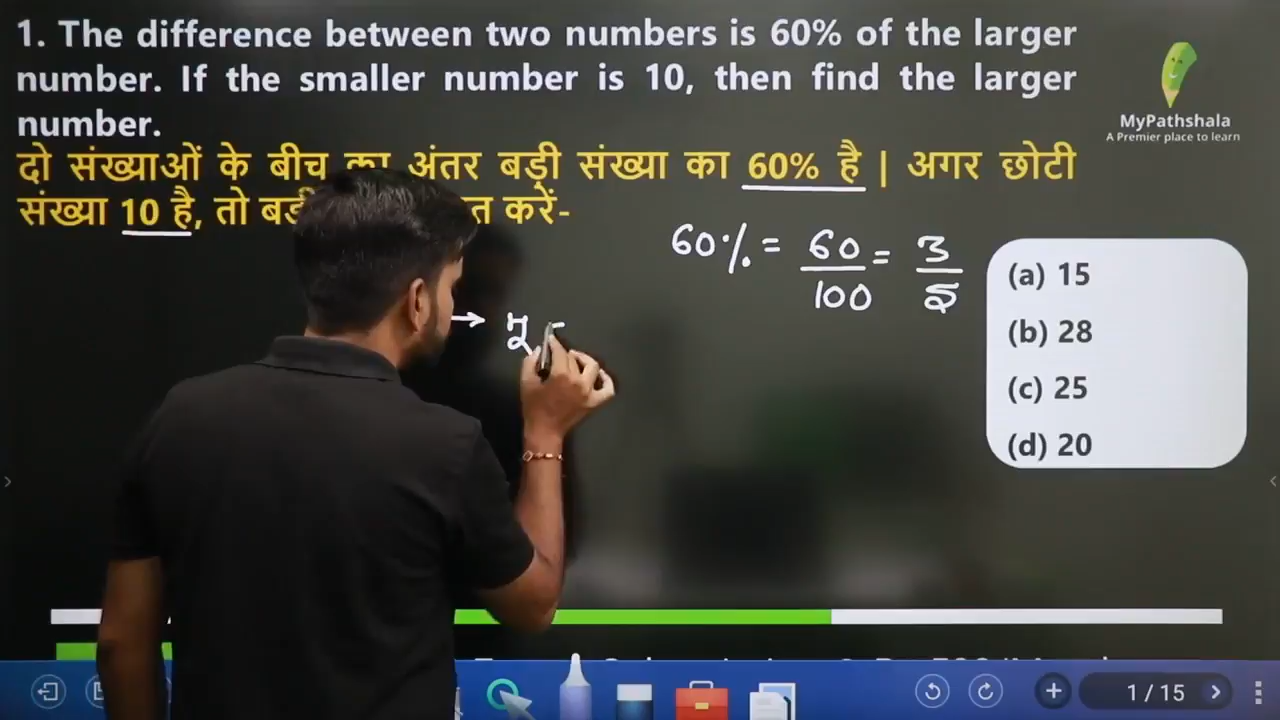 1. The difference between two numbers is 60% of the larger
number. If the smaller number is 10, then find the larger
number.
MyPathshala
A Premier place to learn
दो संख्याओं के बीच का अंतर बड़ी संख्या का 60% है | अगर छोटी
संख्या 10 है, तो करें-
60% = 60/100 = 3/5
(a) 15
(b) 28
(c) 25
(d) 20
1 / 15